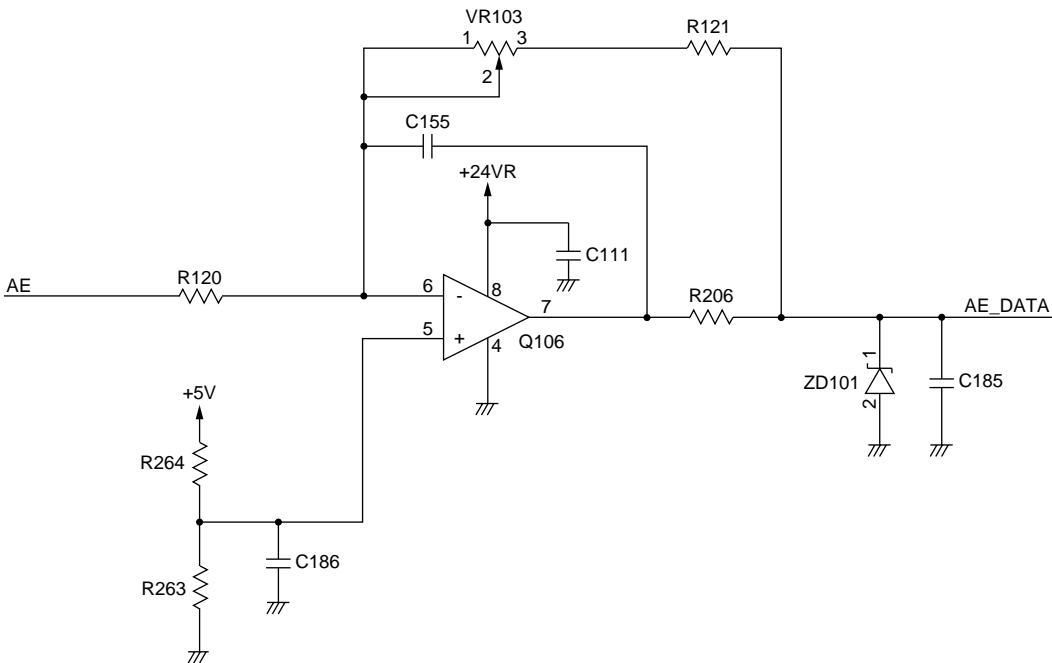 VR103
1 3
R121
2
C155
+24VR
C111
AE
R120
6 - 8
7
R206
AE_DATA
5 + 4
Q106
1
ZD101
2
C185
+5V
R264
C186
R263